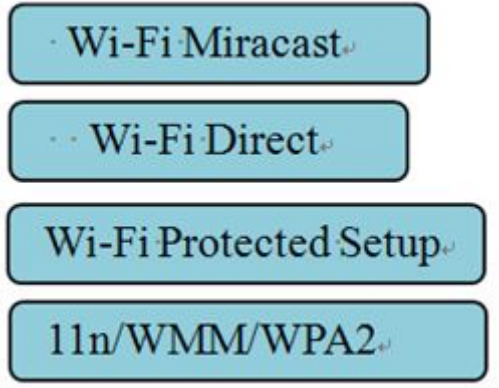 Wi-Fi Miracast
Wi-Fi Direct
Wi-Fi Protected Setup
11n/WMM/WPA2